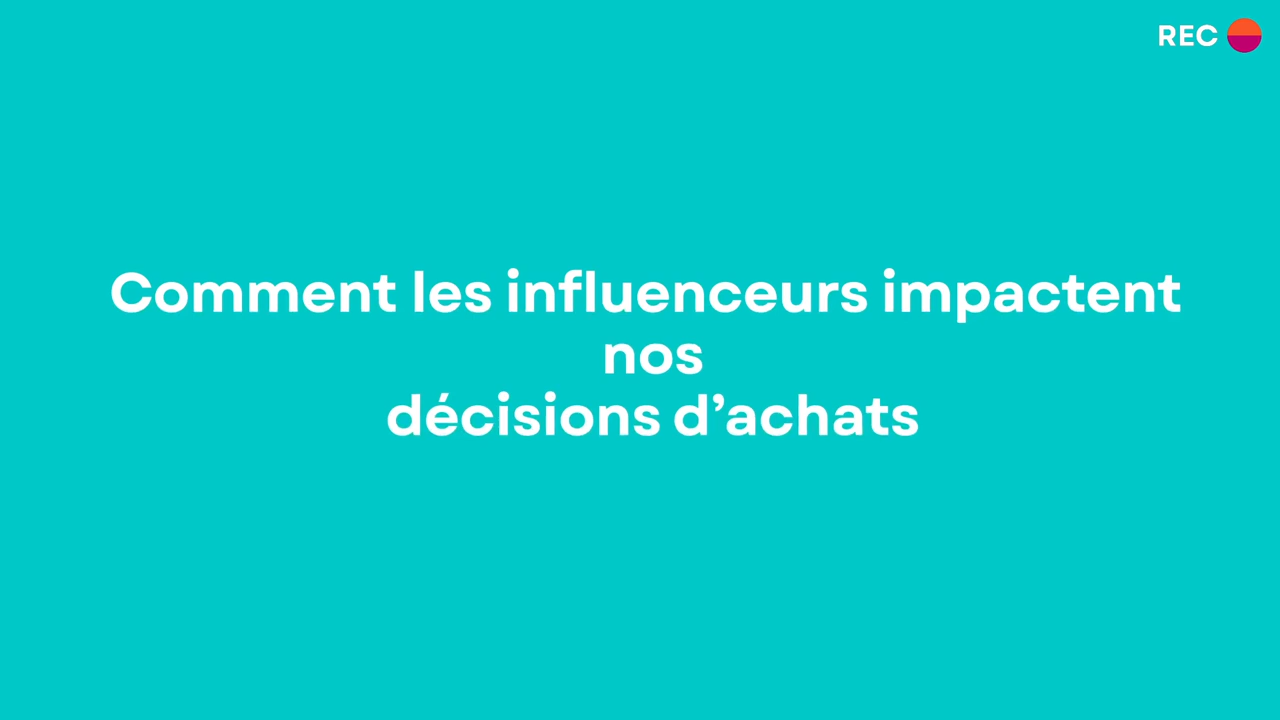 REC
Comment les influenceurs impactent
nos
décisions d’achats